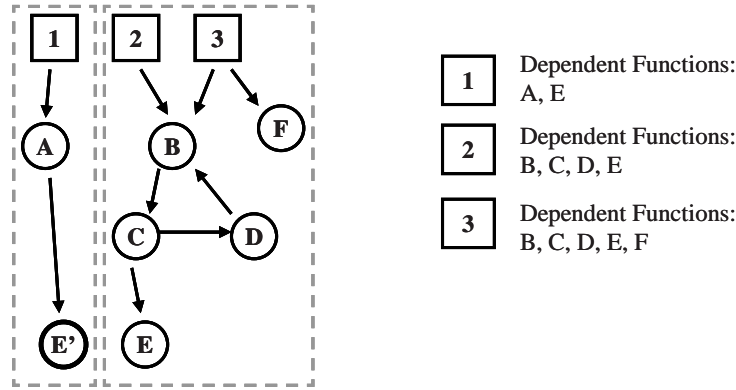 1 2 3
A B F
C D
E’ E
1 Dependent Functions:
A, E
2 Dependent Functions:
B, C, D, E
3 Dependent Functions:
B, C, D, E, F